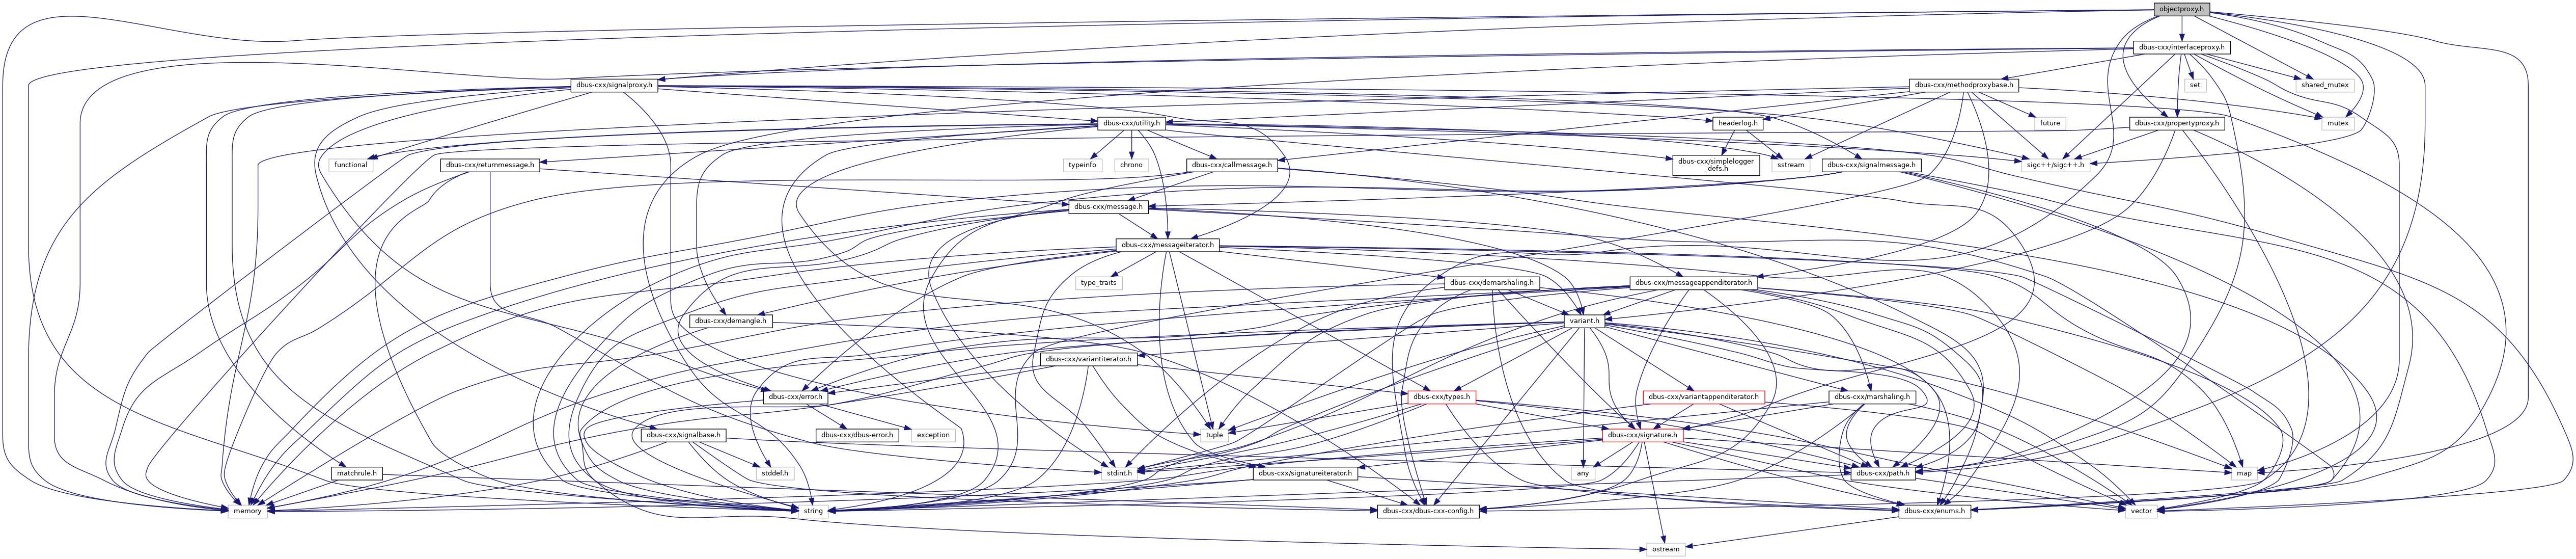 objectproxy.h
dbus-cxx/interfaceproxy.h
dbus-cxx/signalproxy.h
dbus-cxx/methodproxybase.h
set
shared_mutex
dbus-cxx/utility.h
headerlog.h
future
dbus-cxx/propertyproxy.h
mutex
functional
dbus-cxx/returnmessage.h
typeinfo
chrono
dbus-cxx/callmessage.h
dbus-cxx/simplelogger
_defs.h
sstream
dbus-cxx/signalmessage.h
sigc++/sigc++.h
dbus-cxx/message.h
dbus-cxx/messageiterator.h
type_traits
dbus-cxx/demarshaling.h
dbus-cxx/messageappenditerator.h
dbus-cxx/demangle.h
variant.h
dbus-cxx/variantiterator.h
dbus-cxx/error.h
dbus-cxx/types.h
dbus-cxx/variantappenditerator.h
dbus-cxx/marshaling.h
dbus-cxx/signalbase.h
dbus-cxx/dbus-error.h
exception
tuple
dbus-cxx/signature.h
matchrule.h
stddef.h
stdint.h
dbus-cxx/signatureiterator.h
any
dbus-cxx/path.h
map
memory
string
dbus-cxx/dbus-cxx-config.h
dbus-cxx/enums.h
vector
ostream